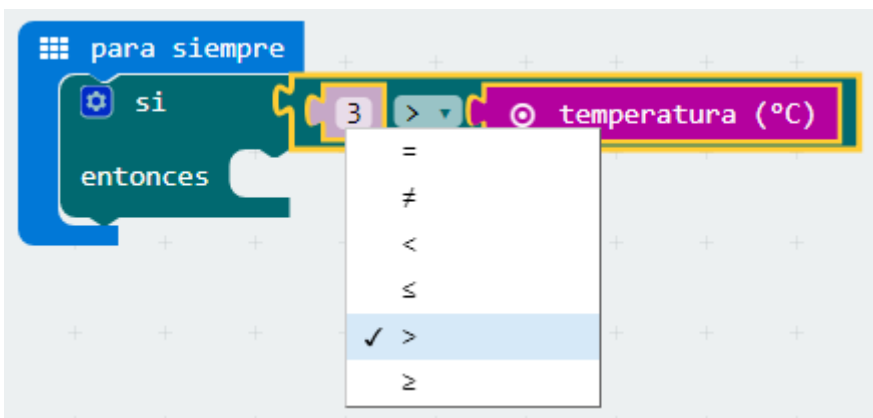 para siempre
si 3 > temperatura (°C)
entonces
=
≠
<
≤
✓ >
≥